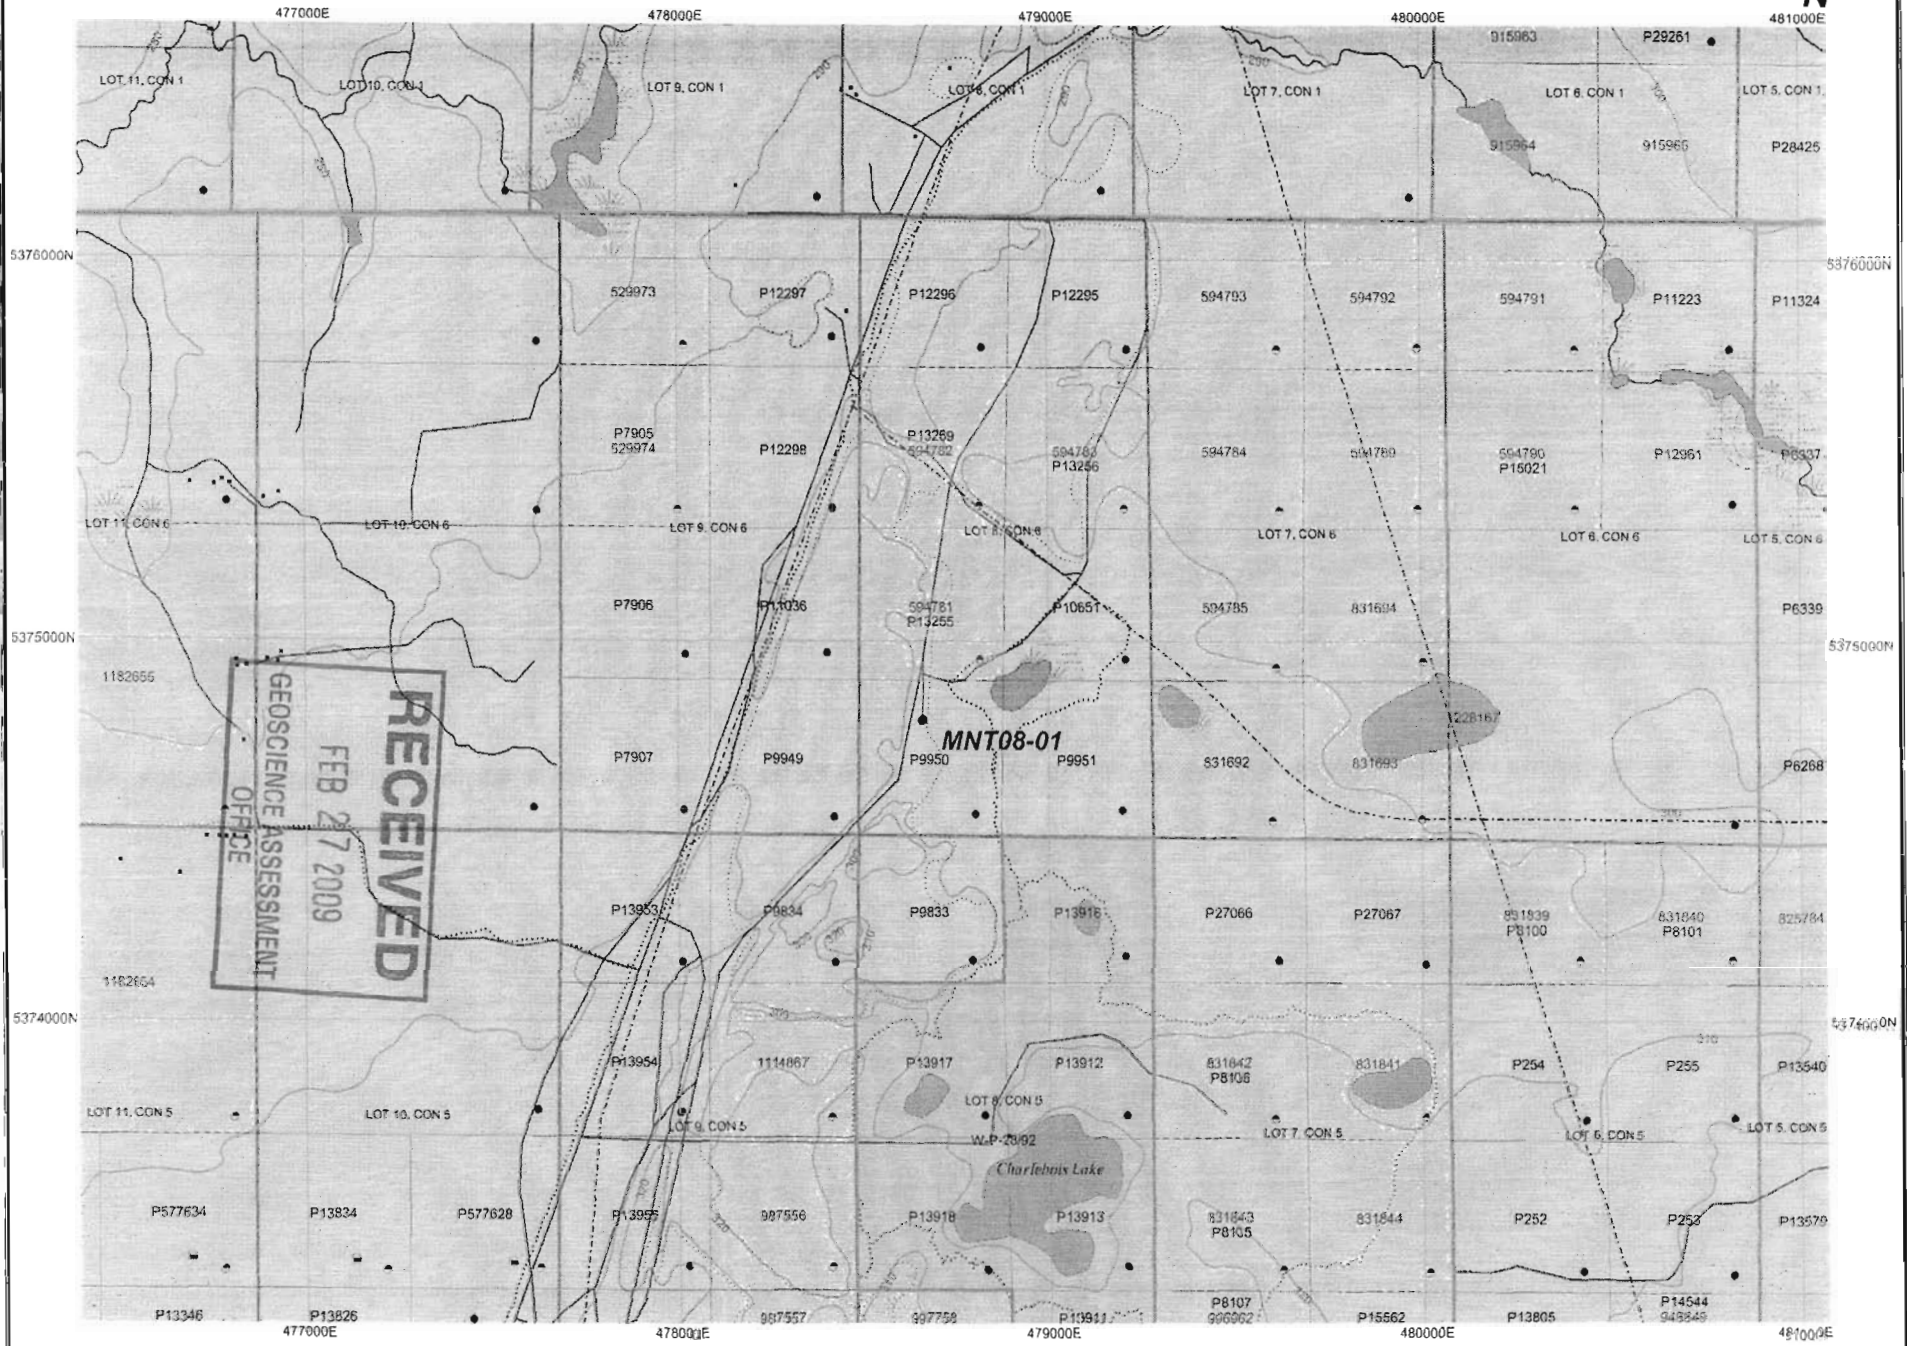 477000E 478000E 479000E 480000E 481000E
N
915963 P29261
LOT 11, CON 1 LOT 10, CON 1 LOT 9, CON 1 LOT 8, CON 1 LOT 7, CON 1 LOT 6, CON 1 LOT 5, CON 1
915964 915965 P28425
5376000N 5376000N
529973 P12297 P12296 P12295 594793 594792 594791 P11223 P11324
P7905 P13269
529974 P12298 594782 594783 594784 594789 594790 P12961 P6337
P13256 P15021
LOT 11, CON 6 LOT 10, CON 6 LOT 9, CON 6 LOT 8, CON 6 LOT 7, CON 6 LOT 6, CON 6 LOT 5, CON 6
P7906 P11036 594781 P10651 594785 831694 P6339
P13255
5375000N 5375000N
1182655
RECEIVED
FEB 27 2009
GEOSCIENCE ASSESSMENT
OFFICE
MNT08-01
P7907 P9949 P9950 P9951 831692 831693 P6268
P13953 P9834 P9833 P13916 P27066 P27067 831839 831840 825784
P8100 P8101
1182654
5374000N
P13954 1114867 P13917 P13912 831842 831841 P254 P255 P13540
P8106
LOT 11, CON 5 LOT 10, CON 5 LOT 9, CON 5 LOT 8, CON 5 LOT 7, CON 5 LOT 6, CON 5 LOT 5, CON 5
W-P-28/92
Charlebois Lake
P577634 P13834 P577628 P13955 987556 P13918 P13913 831843 831844 P252 P253 P13579
P8105
P8107 P14544
P13346 P13826 987557 997758 P13911 996962 P15562 P13805
477000E 479000E 480000E